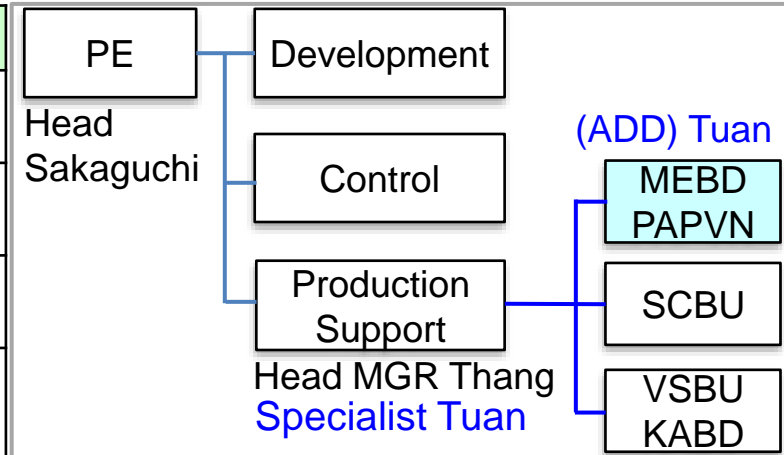 PE
Head
Sakaguchi
Development
Control
Production
Support
Head MGR Thang
Specialist Tuan
(ADD) Tuan
MEBD
PAPVN
SCBU
VSBU
KABD